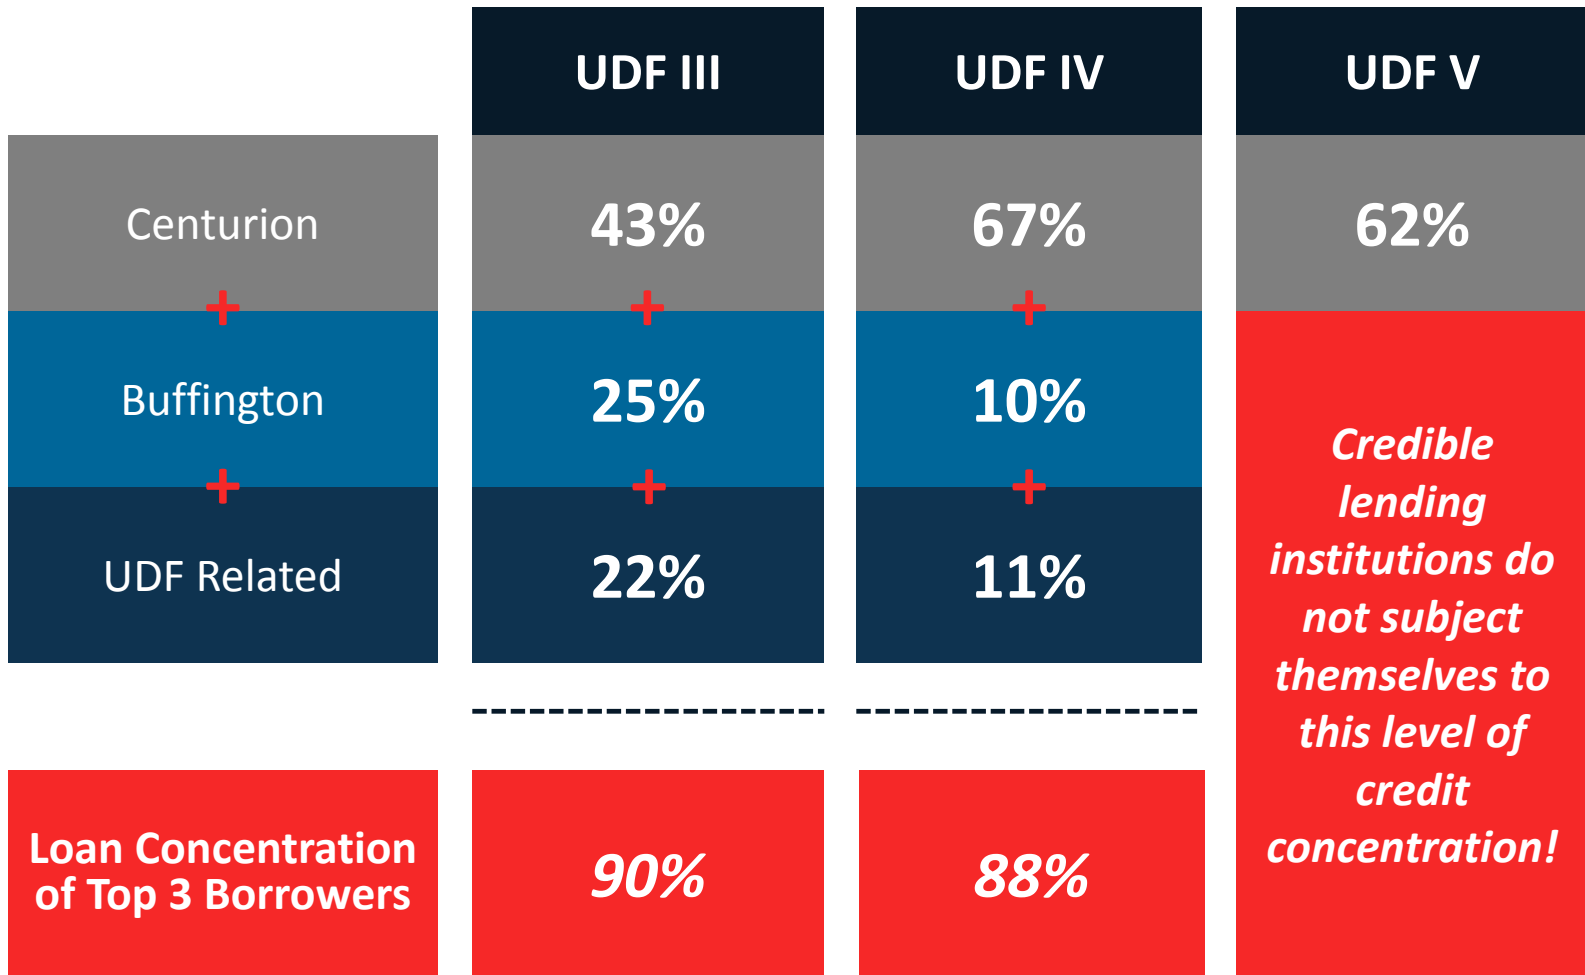 UDF III UDF IV UDF V
Centurion 43% 67% 62%
+ + +
Buffington 25% 10%
+ + +
UDF Related 22% 11%
Credible
lending
institutions do
not subject
themselves to
this level of
credit
concentration!
Loan Concentration
of Top 3 Borrowers
90% 88%